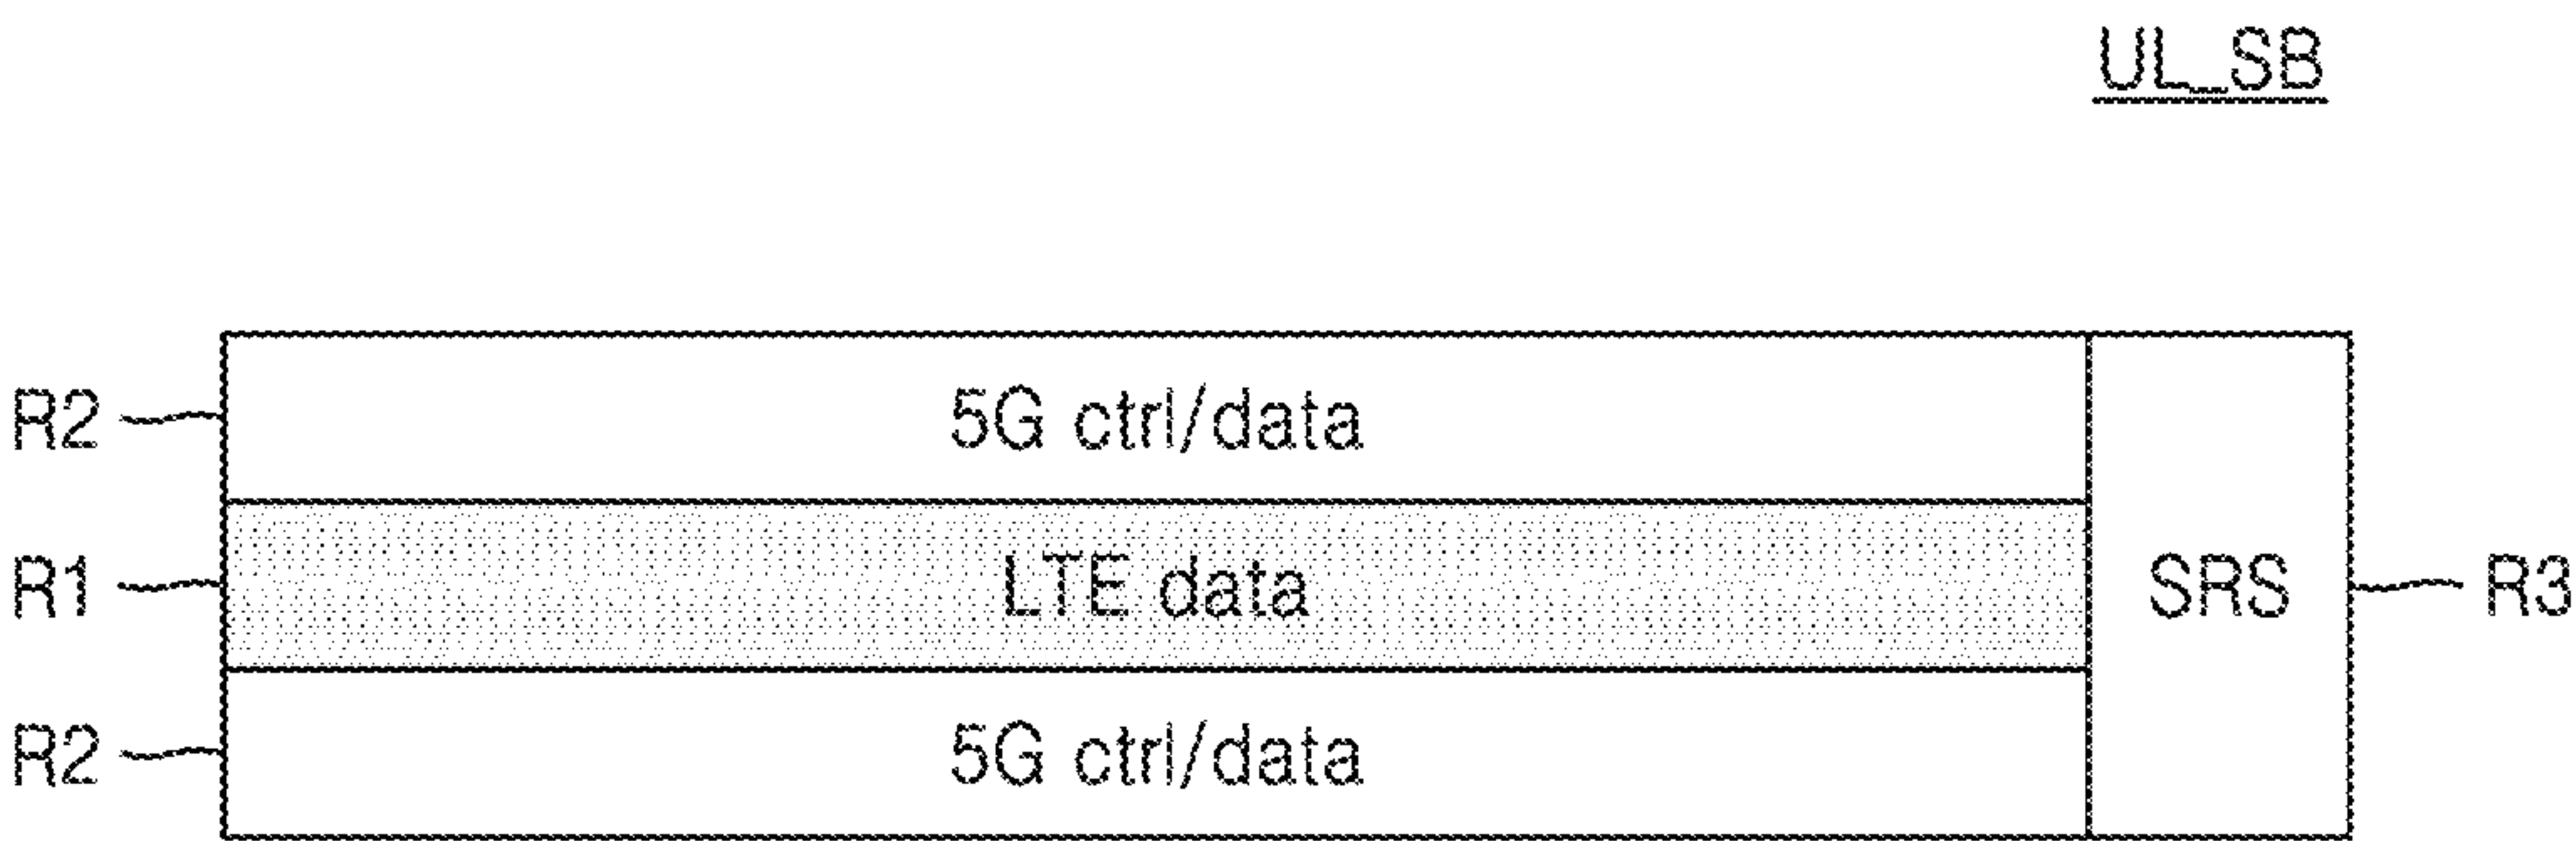 UL_SB
R2 5G ctrl/data
R1 LTE data SRS R3
R2 5G ctrl/data